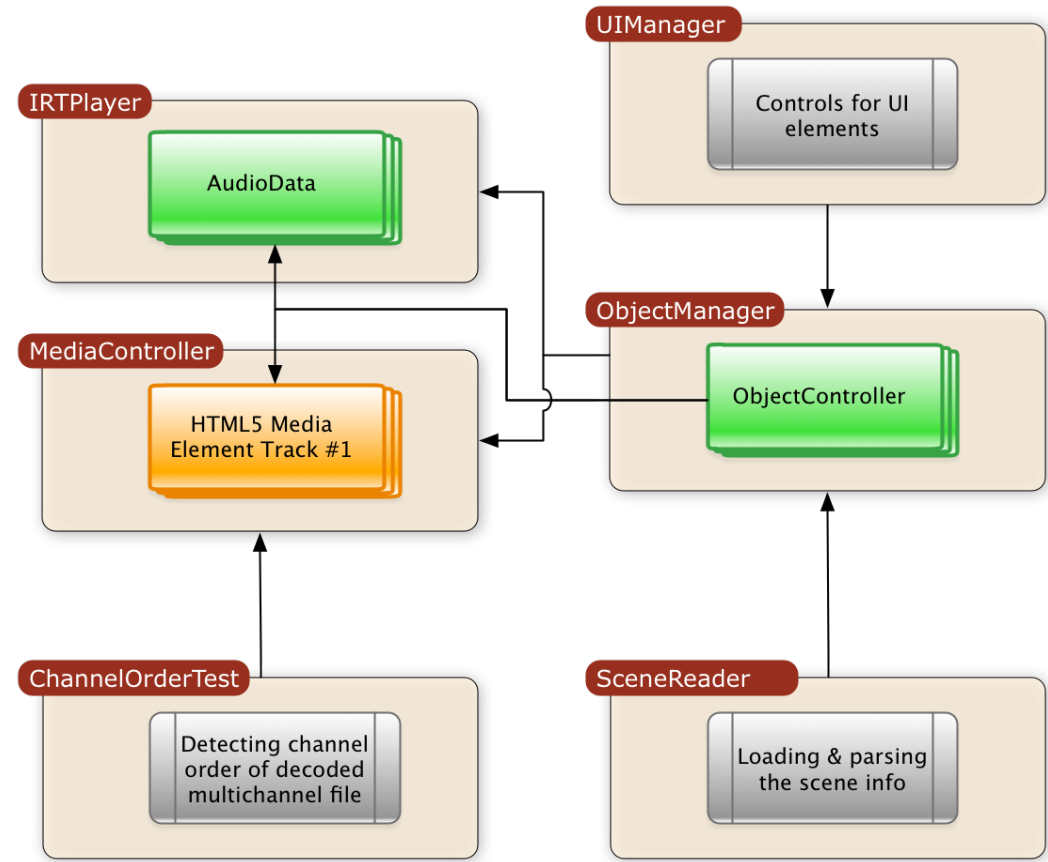 UIManager
Controls for UI
elements
IRTPlayer
AudioData
ObjectManager
ObjectController
MediaController
HTML5 Media
Element Track #1
ChannelOrderTest
Detecting channel
order of decoded
multichannel file
SceneReader
Loading & parsing
the scene info